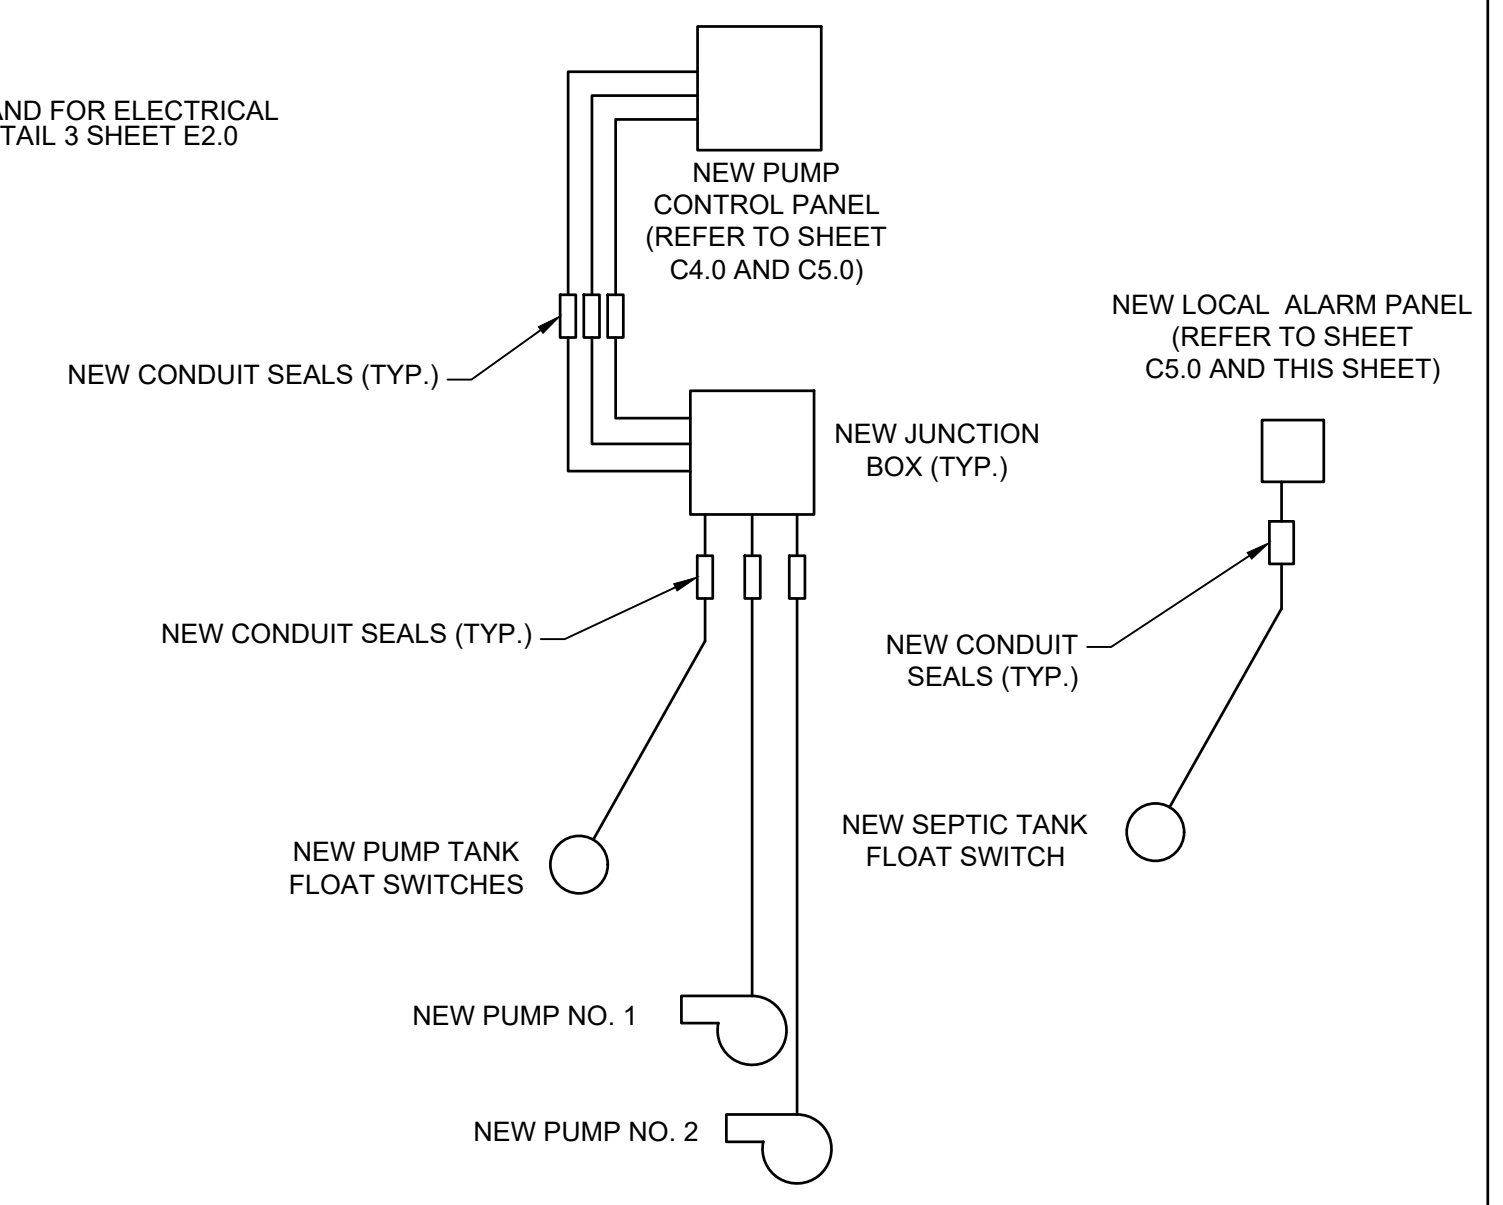 AND FOR ELECTRICAL
TAIL 3 SHEET E2.0
NEW PUMP
CONTROL PANEL
(REFER TO SHEET
C4.0 AND C5.0)
NEW LOCAL ALARM PANEL
(REFER TO SHEET
C5.0 AND THIS SHEET)
NEW CONDUIT SEALS (TYP.)
NEW JUNCTION
BOX (TYP.)
NEW CONDUIT SEALS (TYP.)
NEW CONDUIT
SEALS (TYP.)
NEW SEPTIC TANK
FLOAT SWITCH
NEW PUMP TANK
FLOAT SWITCHES
NEW PUMP NO. 1
NEW PUMP NO. 2